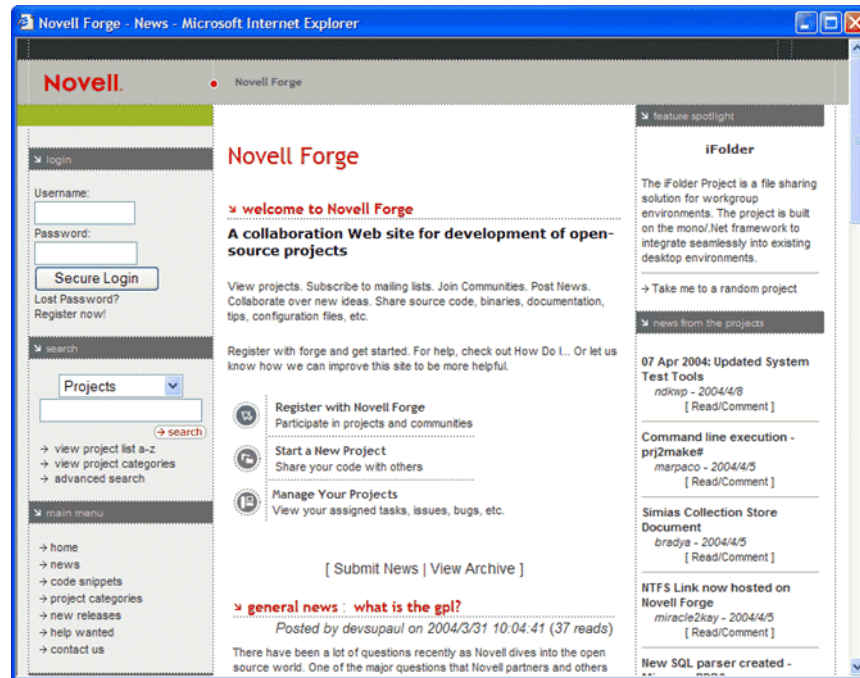 Novell Forge - News - Microsoft Internet Explorer
Novell.
Novell Forge
login
Username:
Password:
Secure Login
Lost Password?
Register now!
search
Projects
search
view project list a-z
view project categories
advanced search
main menu
home
news
code snippets
project categories
new releases
help wanted
contact us
Novell Forge
welcome to Novell Forge
A collaboration Web site for development of open-
source projects
View projects. Subscribe to mailing lists. Join Communities. Post News.
Collaborate over new ideas. Share source code, binaries, documentation,
tips, configuration files, etc.
Register with forge and get started. For help, check out How Do I... Or let us
know how we can improve this site to be more helpful.
Register with Novell Forge
Participate in projects and communities
Start a New Project
Share your code with others
Manage Your Projects
View your assigned tasks, issues, bugs, etc.
[ Submit News | View Archive ]
general news : what is the gpl?
Posted by devsupaul on 2004/3/31 10:04:41 (37 reads)
There have been a lot of questions recently as Novell dives into the open
source world. One of the major questions that Novell partners and others
feature spotlight
iFolder
The iFolder Project is a file sharing
solution for workgroup
environments. The project is built
on the mono/.Net framework to
integrate seamlessly into existing
desktop environments.
Take me to a random project
news from the projects
07 Apr 2004: Updated System
Test Tools
ndkwp - 2004/4/8
[ Read/Comment ]
Command line execution -
prj2make#
marpaco - 2004/4/5
[ Read/Comment ]
Simias Collection Store
Document
bradya - 2004/4/5
[ Read/Comment ]
NTFS Link now hosted on
Novell Forge
miracle2kay - 2004/4/5
[ Read/Comment ]
New SQL parser created -